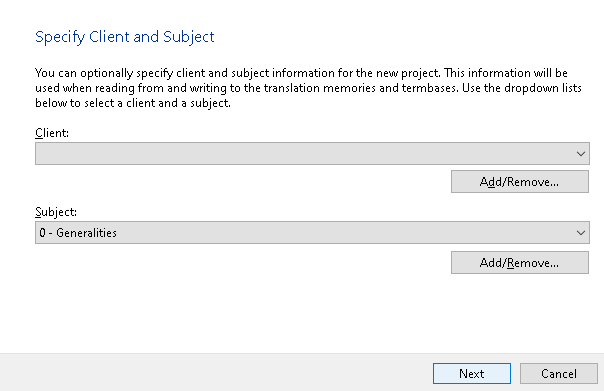 Specify Client and Subject
You can optionally specify client and subject information for the new project. This information will be
used when reading from and writing to the translation memories and termbases. Use the dropdown lists
below to select a client and a subject.
Client:
Add/Remove...
Subject:
0 - Generalities
Add/Remove...
Next Cancel